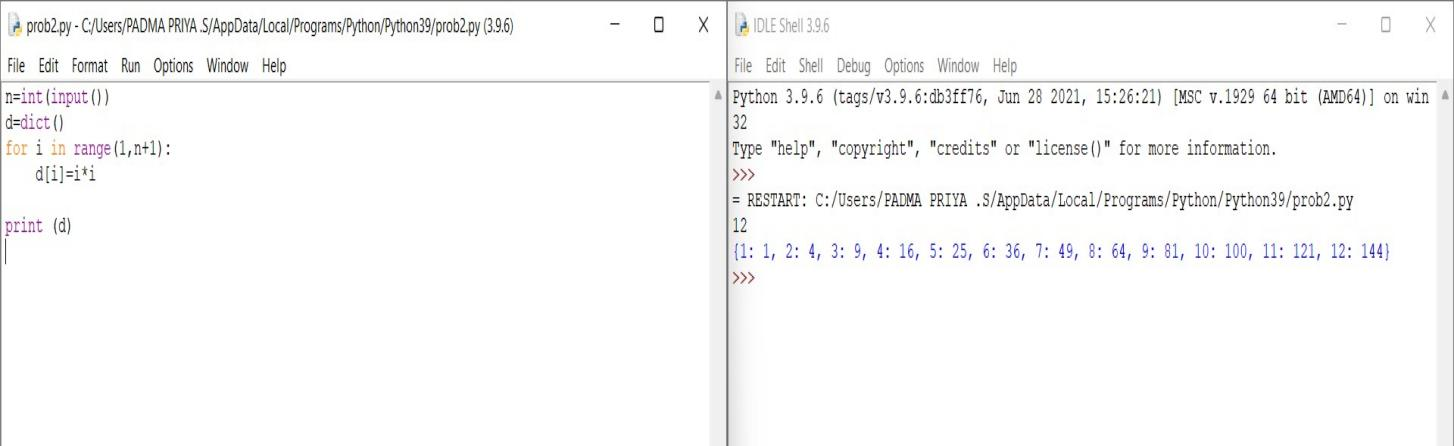 prob2.py - C:/Users/PADMA PRIYA .S/AppData/Local/Programs/Python/Python39/prob2.py (3.9.6)
File Edit Format Run Options Window Help
n=int(input())
d=dict()
for i in range(1,n+1):
    d[i]=i*i

print (d)
IDLE Shell 3.9.6
File Edit Shell Debug Options Window Help
Python 3.9.6 (tags/v3.9.6:db3ff76, Jun 28 2021, 15:26:21) [MSC v.1929 64 bit (AMD64)] on win
32
Type "help", "copyright", "credits" or "license()" for more information.
>>>
= RESTART: C:/Users/PADMA PRIYA .S/AppData/Local/Programs/Python/Python39/prob2.py
12
{1: 1, 2: 4, 3: 9, 4: 16, 5: 25, 6: 36, 7: 49, 8: 64, 9: 81, 10: 100, 11: 121, 12: 144}
>>>